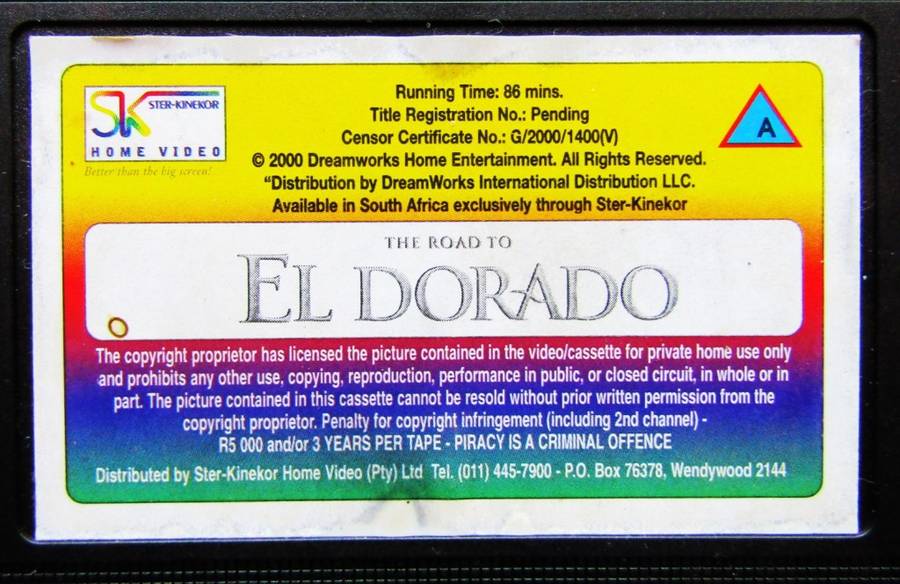 SK STER-KINEKOR
HOME VIDEO
Better than the big screen!
Running Time: 86 mins.
Title Registration No.: Pending
Censor Certificate No.: G/2000/1400(V)
© 2000 Dreamworks Home Entertainment. All Rights Reserved.
“Distribution by DreamWorks International Distribution LLC.
Available in South Africa exclusively through Ster-Kinekor
A
THE ROAD TO
EL DORADO
The copyright proprietor has licensed the picture contained in the video/cassette for private home use only
and prohibits any other use, copying, reproduction, performance in public, or closed circuit, in whole or in
part. The picture contained in this cassette cannot be resold without prior written permission from the
copyright proprietor. Penalty for copyright infringement (including 2nd channel) -
R5 000 and/or 3 YEARS PER TAPE - PIRACY IS A CRIMINAL OFFENCE
Distributed by Ster-Kinekor Home Video (Pty) Ltd Tel. (011) 445-7900 - P.O. Box 76378, Wendywood 2144